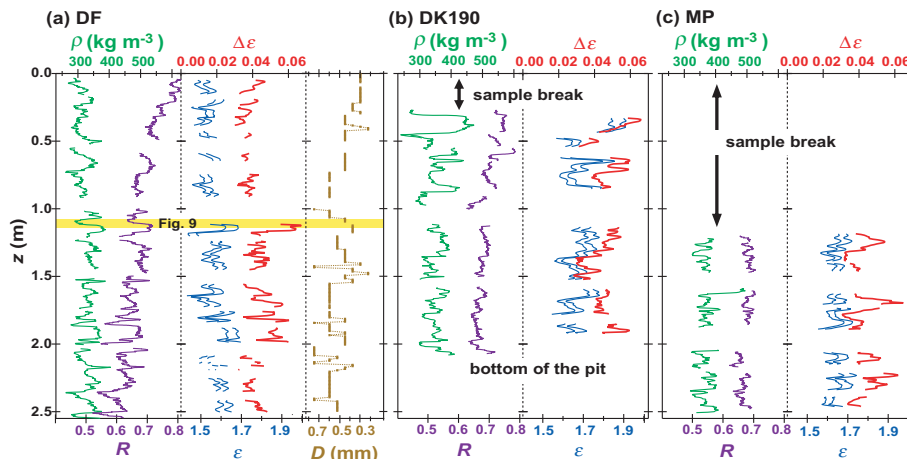 (a) DF
(b) DK190
(c) MP
ρ (kg m-3)
Δε
ρ (kg m-3)
Δε
ρ (kg m-3)
Δε
300 400 500
0.00 0.02 0.04 0.06
300 400 500
0.00 0.02 0.04 0.06
300 400 500
0.00 0.02 0.04 0.06
0.0
0.5
1.0
1.5
2.0
2.5
z (m)
Fig. 9
sample break
bottom of the pit
sample break
0.5 0.6 0.7 0.8
1.5 1.7 1.9
0.7 0.5 0.3
0.5 0.6 0.7 0.8
1.5 1.7 1.9
0.5 0.6 0.7 0.8
1.5 1.7 1.9
R
ε
D (mm)
R
ε
R
ε